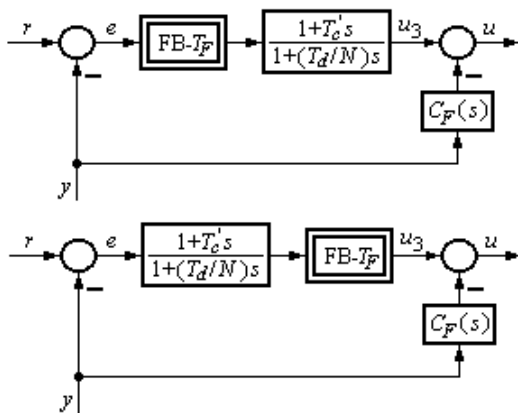 r e FB-T_F 1+T_c's u_3 u
1+(T_d/N)s
C_F(s)
y
r e 1+T_c's FB-T_F u_3 u
1+(T_d/N)s
C_F(s)
y